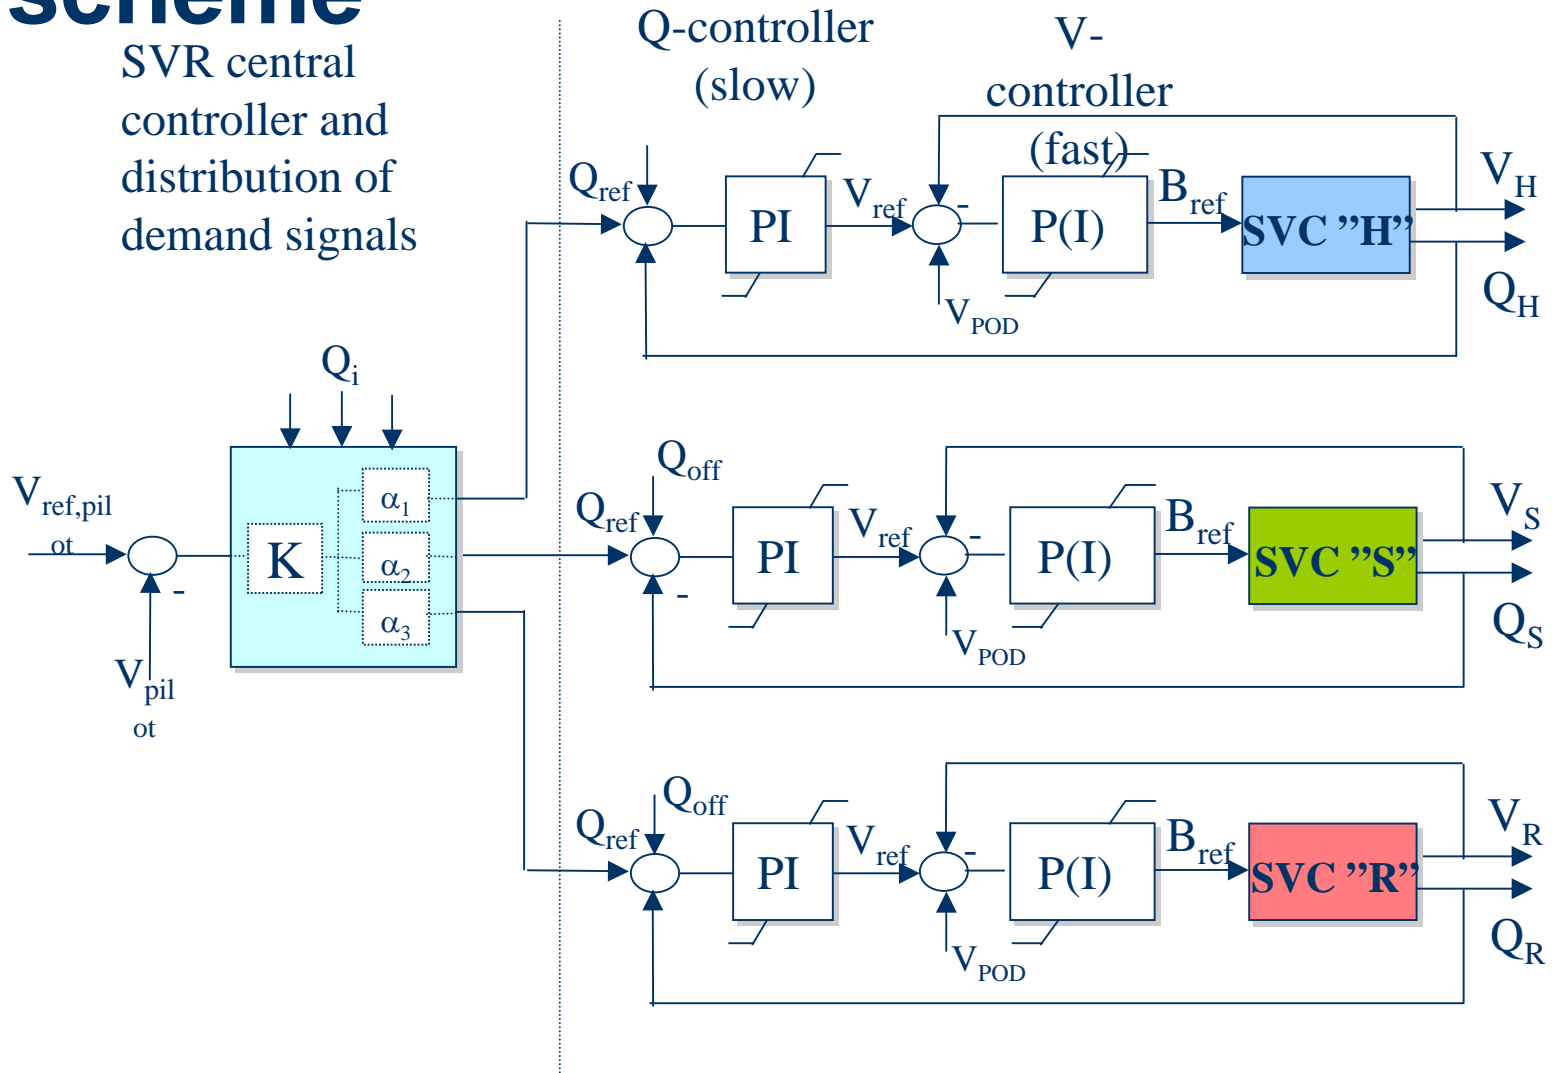 scheme
SVR central
controller and
distribution of
demand signals
Q-controller
(slow)
V-
controller
(fast)
Qref
PI
Vref
-
P(I)
Bref
SVC ”H”
VH
QH
VPOD
Qi
Vref,pil
ot
-
Vpil
ot
K
α1
α2
α3
Qoff
Qref
-
PI
Vref
-
P(I)
Bref
SVC ”S”
VS
QS
VPOD
Qoff
Qref
PI
Vref
-
P(I)
Bref
SVC ”R”
VR
QR
VPOD